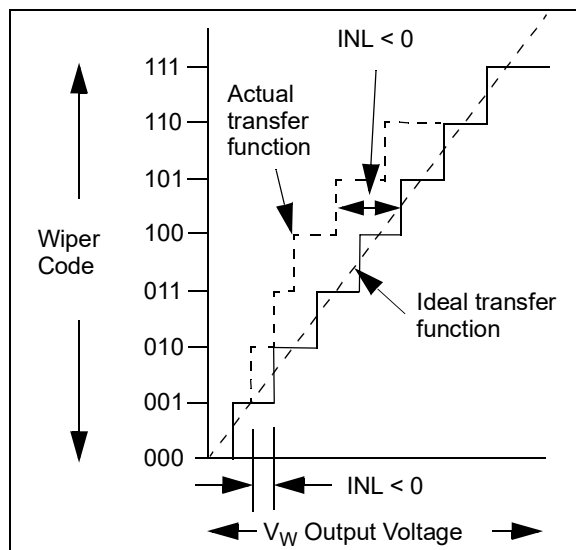 INL < 0
111
110
101
100
011
010
001
000
Actual
transfer
function
Wiper
Code
Ideal transfer
function
INL < 0
VW Output Voltage